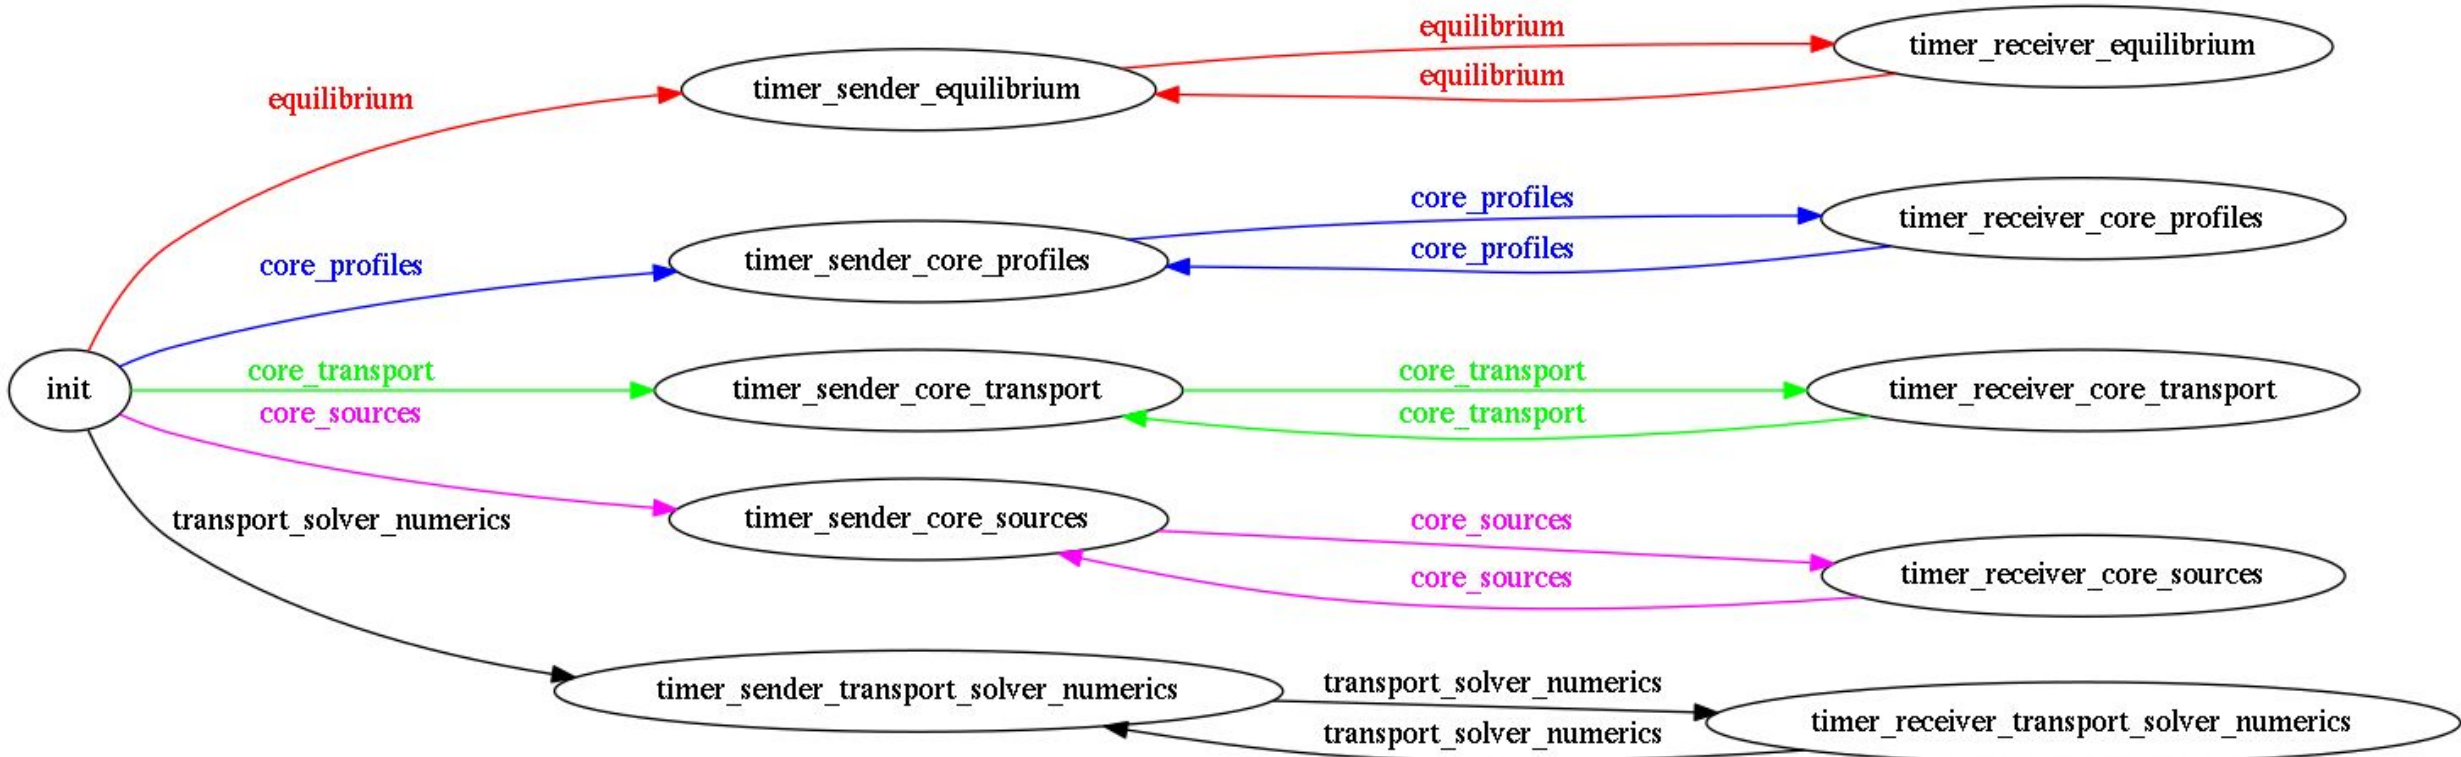 equilibrium
timer_receiver_equilibrium
timer_sender_equilibrium
equilibrium
equilibrium
core_profiles
timer_receiver_core_profiles
core_profiles
timer_sender_core_profiles
core_profiles
init
core_transport
timer_sender_core_transport
core_transport
timer_receiver_core_transport
core_sources
core_transport
transport_solver_numerics
timer_sender_core_sources
core_sources
core_sources
timer_receiver_core_sources
timer_sender_transport_solver_numerics
transport_solver_numerics
transport_solver_numerics
timer_receiver_transport_solver_numerics